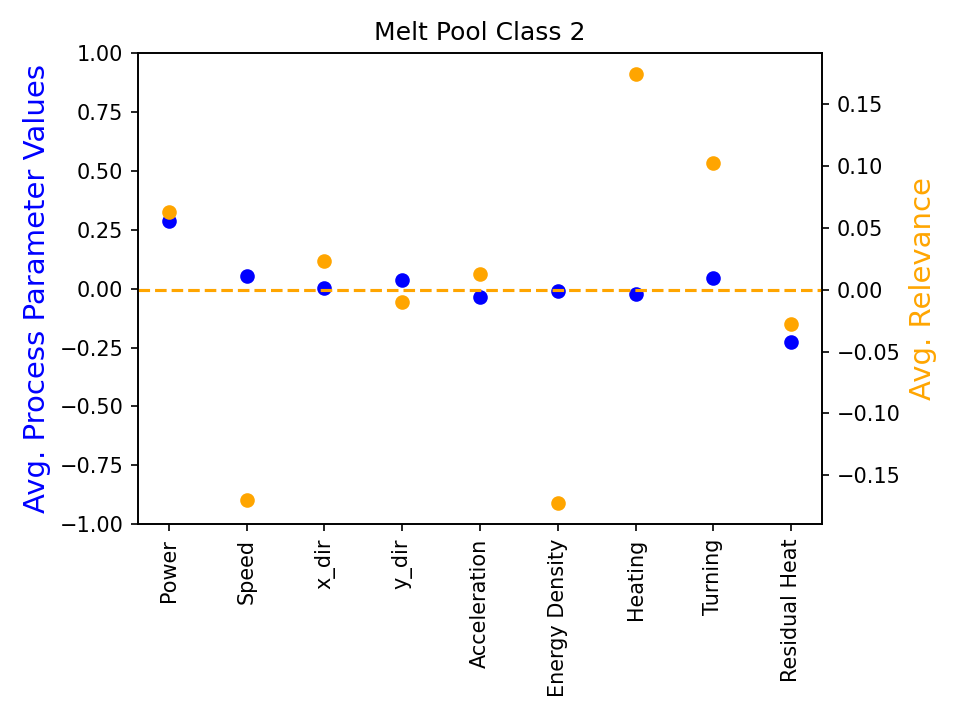 Melt Pool Class 2
Avg. Process Parameter Values
1.00
0.75
0.50
0.25
0.00
−0.25
−0.50
−0.75
−1.00
0.15
0.10
0.05
0.00
−0.05
−0.10
−0.15
Avg. Relevance
Power
Speed
x_dir
y_dir
Acceleration
Energy Density
Heating
Turning
Residual Heat